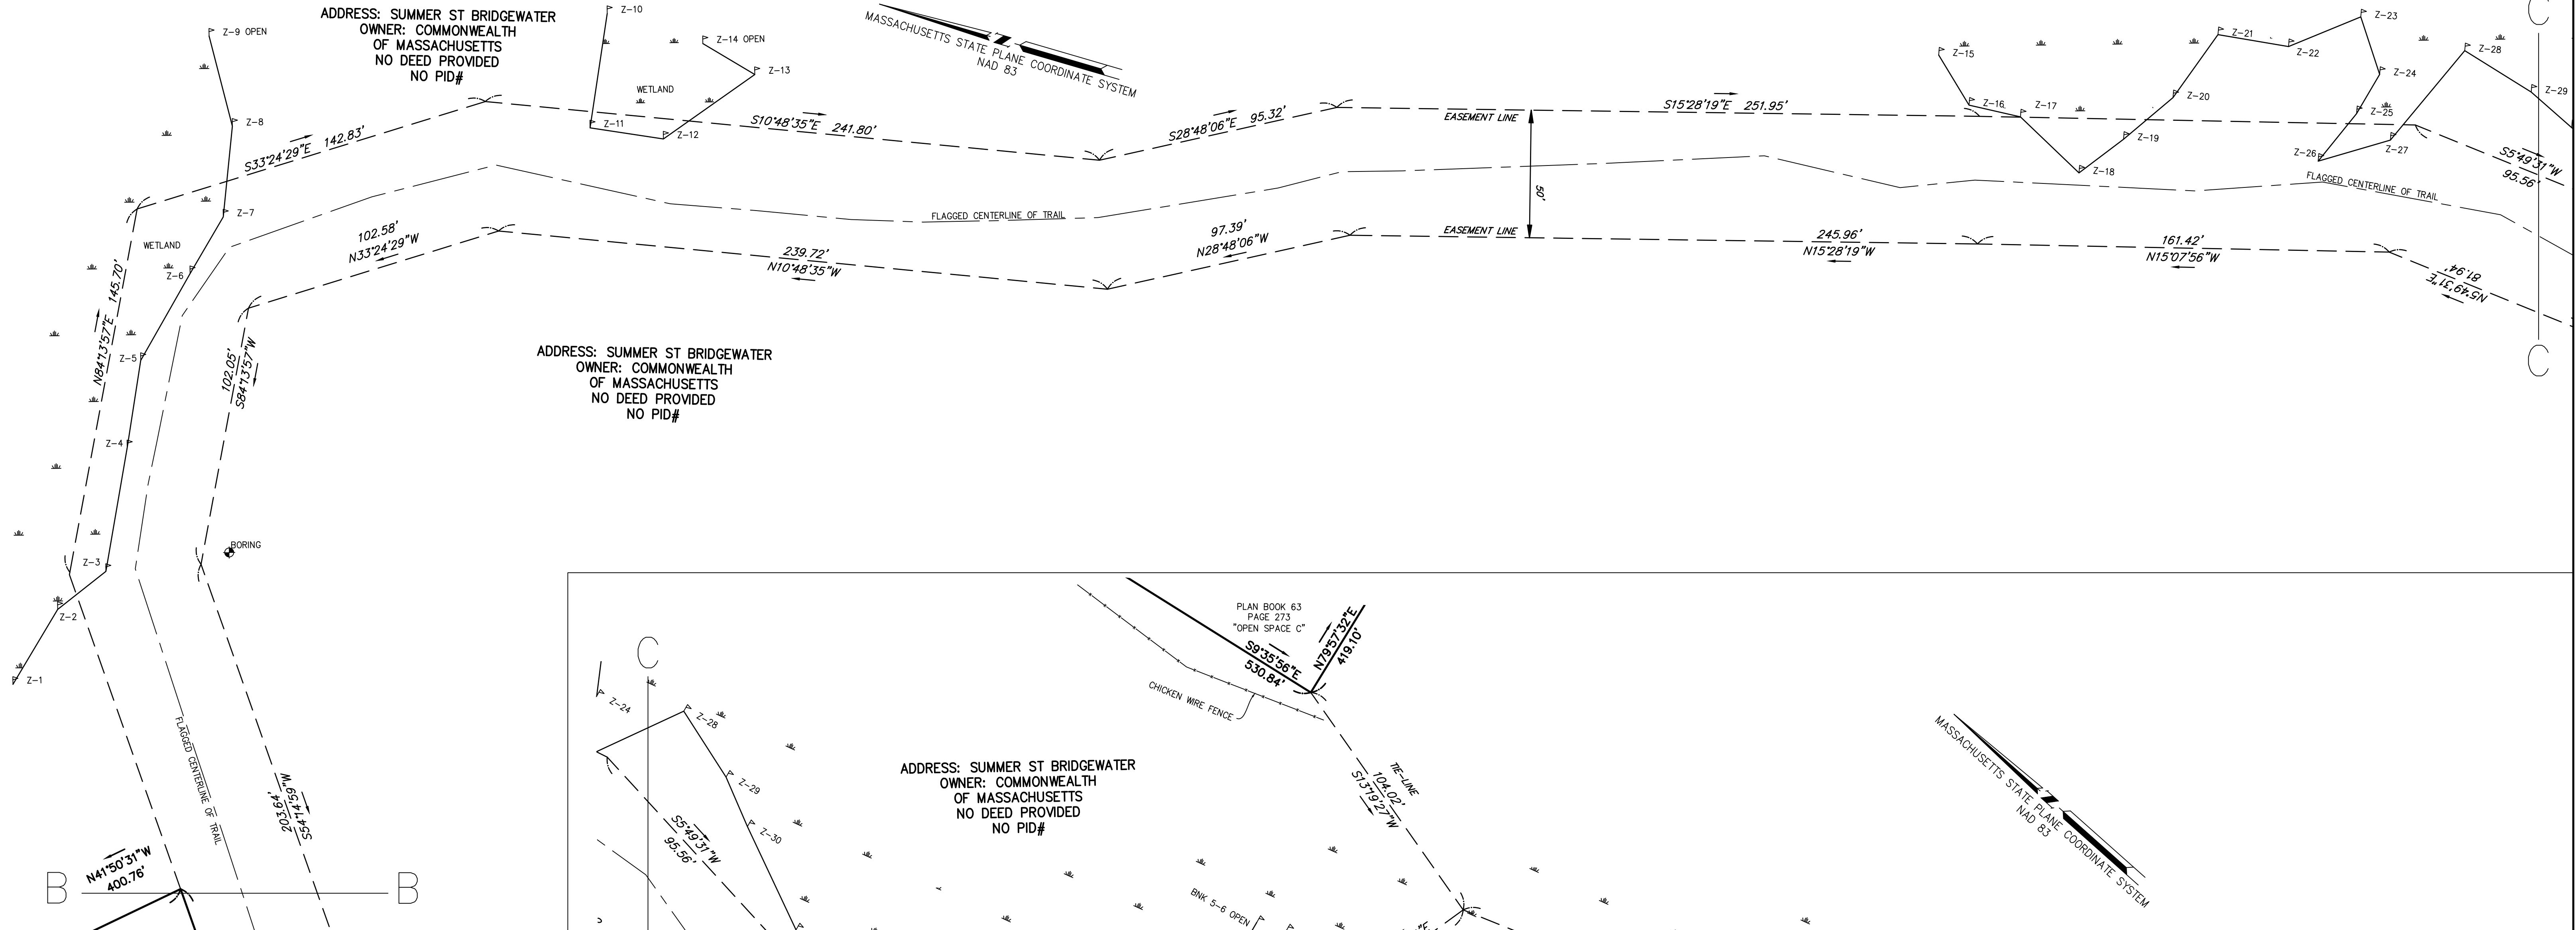 ADDRESS: SUMMER ST BRIDGEWATER
OWNER: COMMONWEALTH
OF MASSACHUSETTS
NO DEED PROVIDED
NO PID#
Z-9 OPEN
Z-8
Z-7
Z-6
Z-5
Z-4
Z-3
Z-2
Z-1
WETLAND
Z-10
Z-14 OPEN
Z-13
WETLAND
Z-11
Z-12
MASSACHUSETTS STATE PLANE COORDINATE SYSTEM
NAD 83
S33°24'29"E 142.83'
S10°48'35"E 241.80'
S28°48'06"E 95.32'
EASEMENT LINE
S15°28'19"E 251.95'
Z-15
Z-16
Z-17
Z-18
Z-19
Z-20
Z-21
Z-22
Z-23
Z-24
Z-25
Z-26
Z-27
Z-28
Z-29
C
S5°49'31"W
95.56'
FLAGGED CENTERLINE OF TRAIL
FLAGGED CENTERLINE OF TRAIL
50'
102.58'
N33°24'29"W
239.72'
N10°48'35"W
97.39'
N28°48'06"W
EASEMENT LINE
245.96'
N15°28'19"W
161.42'
N15°07'56"W
N5°49'31"E
81.94'
C
N84°13'57"E 145.70'
102.05'
S84°13'57"W
ADDRESS: SUMMER ST BRIDGEWATER
OWNER: COMMONWEALTH
OF MASSACHUSETTS
NO DEED PROVIDED
NO PID#
BORING
FLAGGED CENTERLINE OF TRAIL
203.64'
S54°14'59"W
N41°50'31"W
400.76'
B
B
PLAN BOOK 63
PAGE 273
"OPEN SPACE C"
S9°35'56"E
530.84'
N79°57'32"E
419.10'
CHICKEN WIRE FENCE
C
Z-24
Z-28
Z-29
Z-30
S5°49'31"W
95.56'
ADDRESS: SUMMER ST BRIDGEWATER
OWNER: COMMONWEALTH
OF MASSACHUSETTS
NO DEED PROVIDED
NO PID#
TIE-LINE
104.02'
S13°19'27"W
BNK 5-6 OPEN
MASSACHUSETTS STATE PLANE COORDINATE SYSTEM
NAD 83